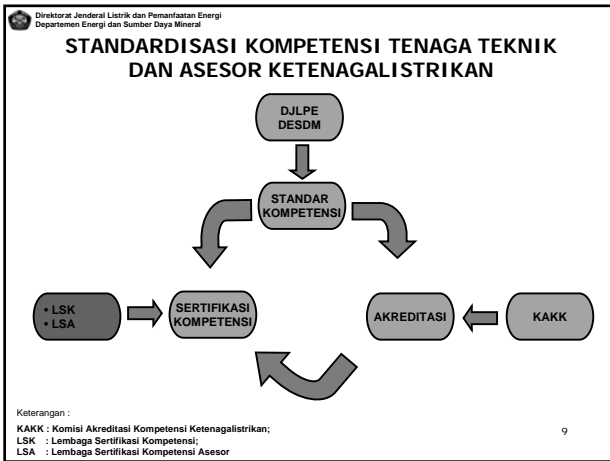 Direktorat Jenderal Listrik dan Pemanfaatan Energi
Departemen Energi dan Sumber Daya Mineral
STANDARDISASI KOMPETENSI TENAGA TEKNIK
DAN ASESOR KETENAGALISTRIKAN
DJLPE
DESDM
STANDAR
KOMPETENSI
• LSK
• LSA
SERTIFIKASI
KOMPETENSI
AKREDITASI
KAKK
Keterangan :
KAKK : Komisi Akreditasi Kompetensi Ketenagalistrikan;
LSK : Lembaga Sertifikasi Kompetensi;
LSA : Lembaga Sertifikasi Kompetensi Asesor
9